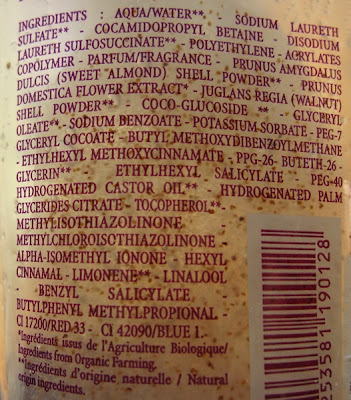 INGREDIENTS : AQUA/WATER** - SODIUM LAURETH
SULFATE** - COCAMIDOPROPYL BETAINE - DISODIUM
LAURETH SULFOSUCCINATE** - POLYETHYLENE - ACRYLATES
COPOLYMER - PARFUM/FRAGRANCE - PRUNUS AMYGDALUS
DULCIS (SWEET ALMOND) SHELL POWDER** - PRUNUS
DOMESTICA FLOWER EXTRACT* - JUGLANS REGIA (WALNUT)
SHELL POWDER** - COCO-GLUCOSIDE ** - GLYCERYL
OLEATE** - SODIUM BENZOATE - POTASSIUM SORBATE - PEG-7
GLYCERYL COCOATE - BUTYL METHOXYDIBENZOYLMETHANE
- ETHYLHEXYL METHOXYCINNAMATE - PPG-26- BUTETH-26 -
GLYCERIN** - ETHYLHEXYL SALICYLATE - PEG-40
HYDROGENATED CASTOR OIL** - HYDROGENATED PALM
GLYCERIDES CITRATE - TOCOPHEROL** -
METHYLISOTHIAZOLINONE -
METHYLCHLOROISOTHIAZOLINONE -
ALPHA-ISOMETHYL IONONE - HEXYL
CINNAMAL - LIMONENE** - LINALOOL
- BENZYL SALICYLATE -
BUTYLPHENYL METHYLPROPIONAL -
CI 17200/RED 33 - CI 42090/BLUE 1.
*Ingrédients issus de l'Agriculture Biologique/
Ingredients from Organic Farming.
**Ingrédients d'origine naturelle / Natural
origin ingredients.
253581 190128